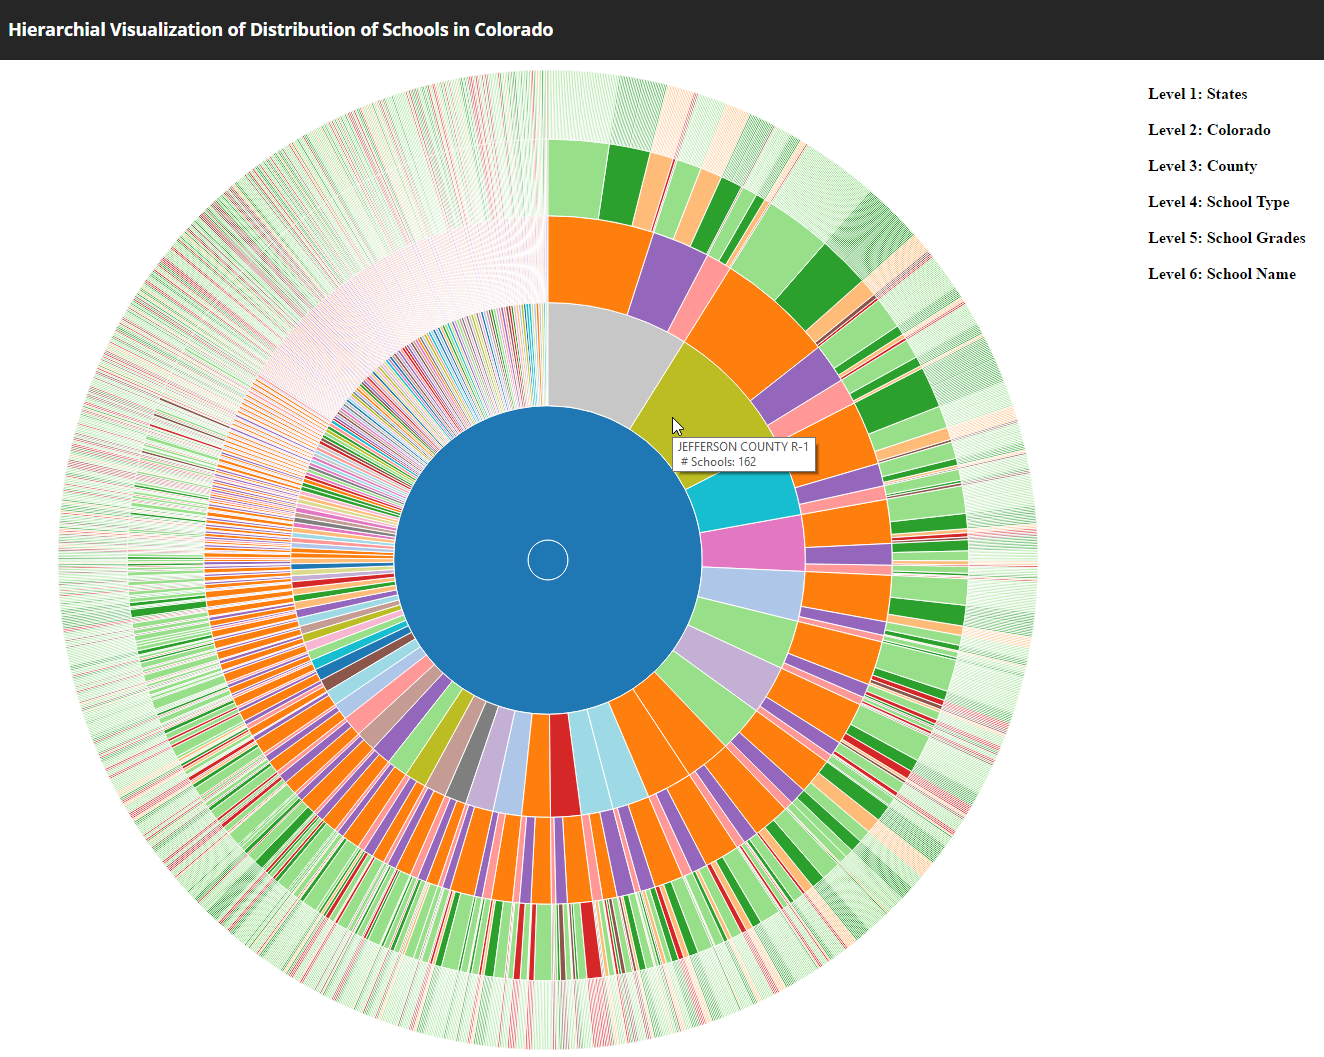 Hierarchial Visualization of Distribution of Schools in Colorado
Level 1: States
Level 2: Colorado
Level 3: County
Level 4: School Type
Level 5: School Grades
Level 6: School Name
JEFFERSON COUNTY R-1
# Schools: 162